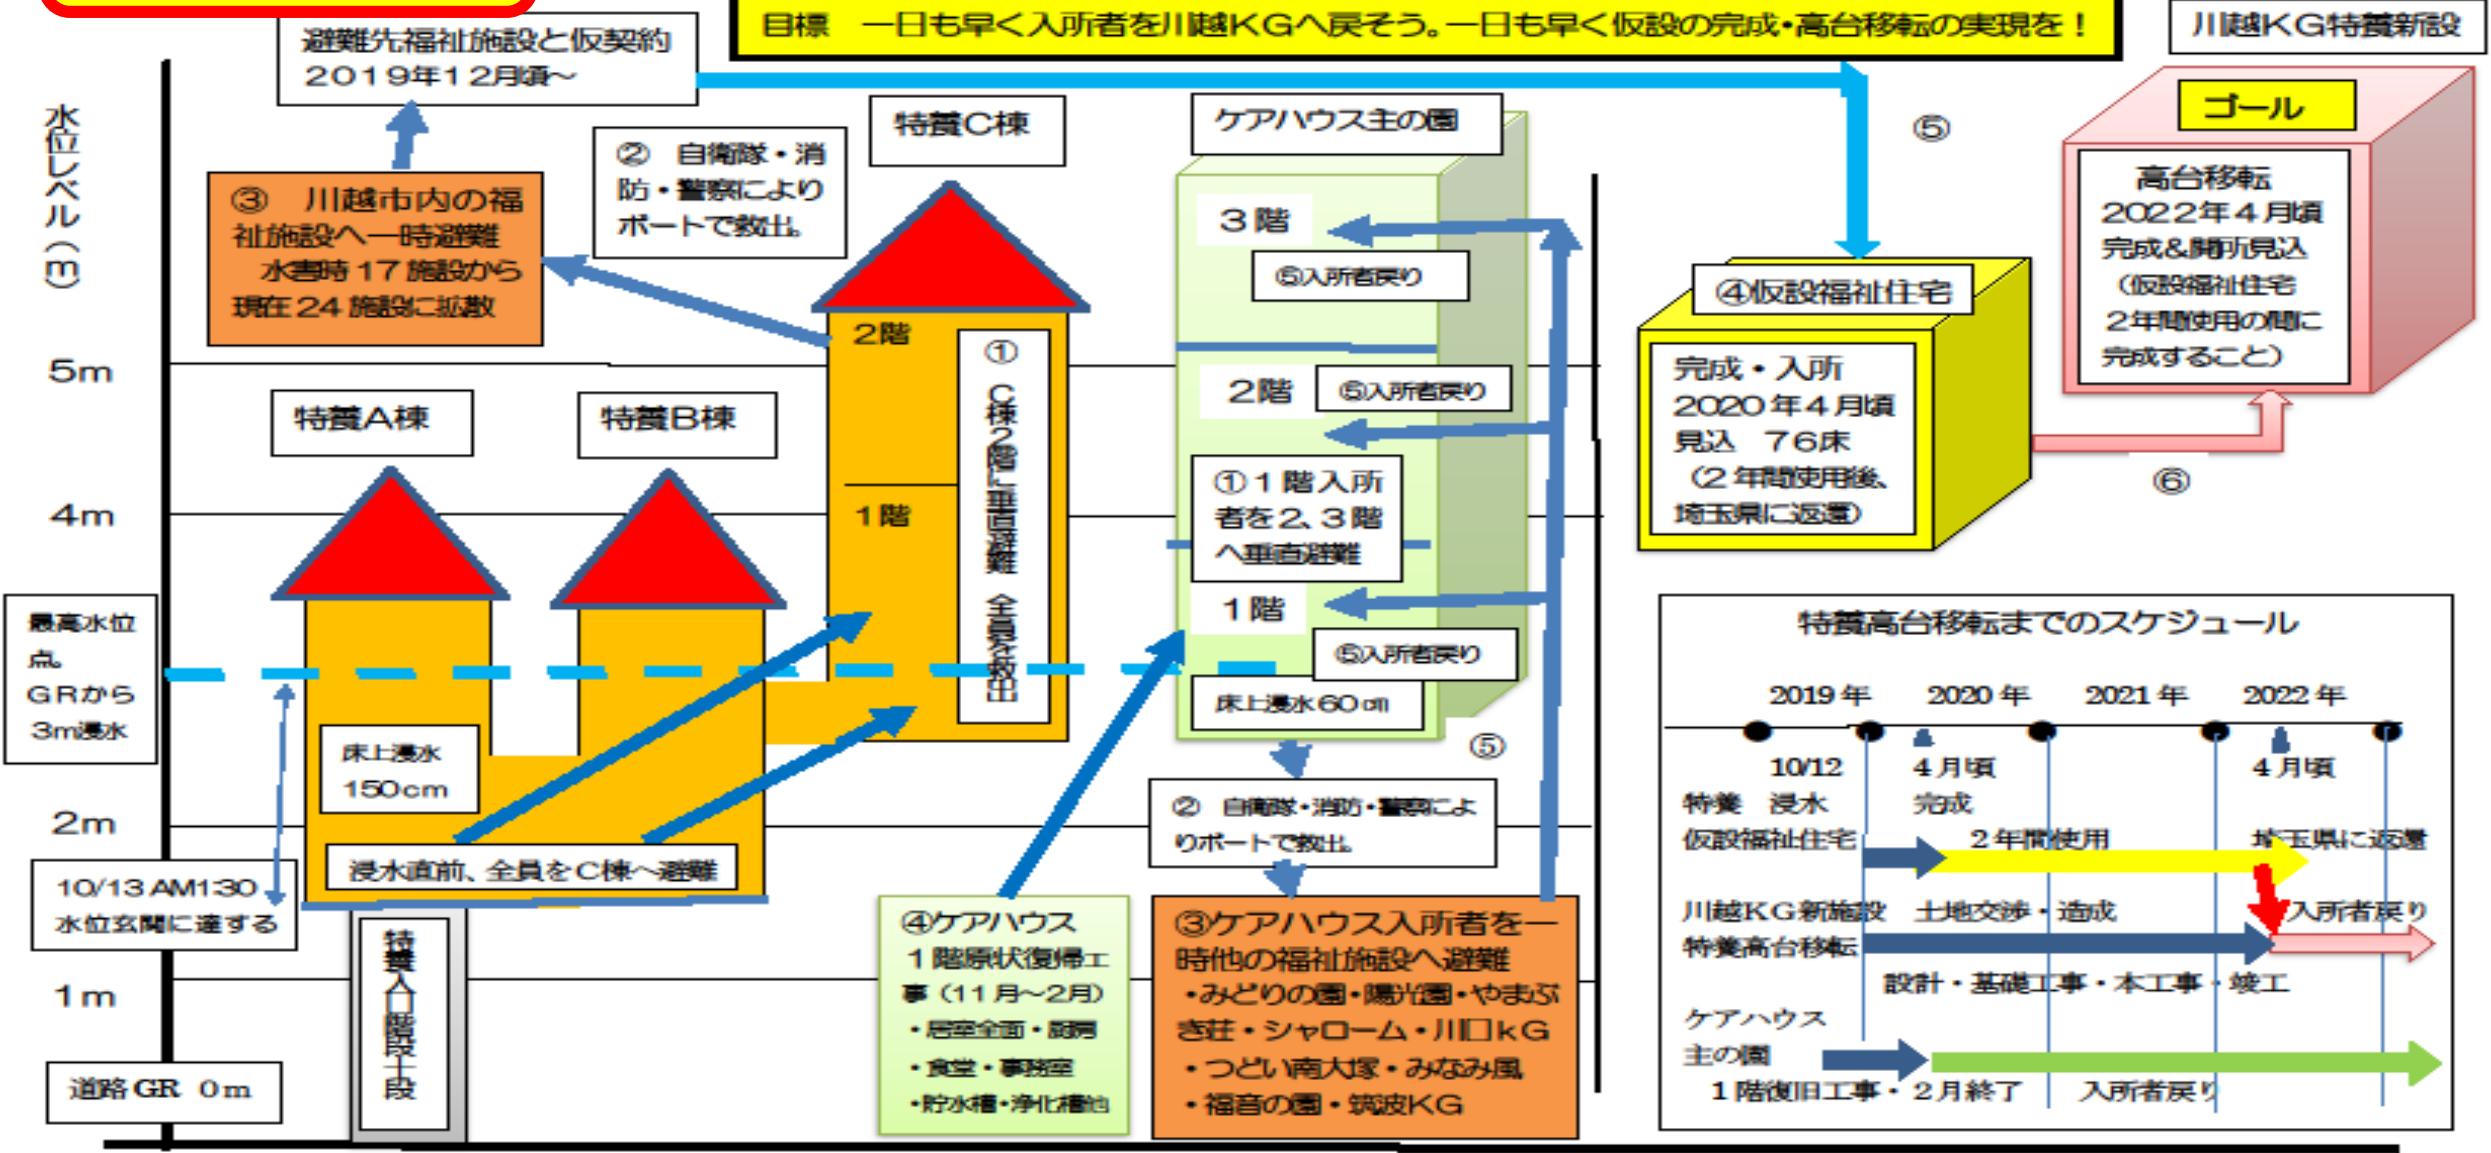 目標　一日も早く入所者を川越KGへ戻そう。一日も早く仮設の完成・高台移転の実現を！
川越KG特養新設
避難先福祉施設と仮契約
2019年12月頃～
水位レベル（m）
5m
4m
2m
1m
③　川越市内の福
祉施設へ一時避難
水害時17施設から
現在24施設に拡散
②　自衛隊・消
防・警察により
ボートで救出。
特養C棟
2階
1階
①　C棟2階に垂直避難　全員を救出
特養A棟
特養B棟
最高水位
点。
GRから
3m浸水
床上浸水
150cm
浸水直前、全員をC棟へ避難
10/13 AM1:30
水位玄関に達する
特養入口階段十段
道路GR　0m
ケアハウス主の園
3階
⑤入所者戻り
2階
⑤入所者戻り
①１階入所
者を2、3階
へ垂直避難
1階
⑤入所者戻り
床上浸水60㎝
⑤
②　自衛隊・消防・警察によ
りボートで救出。
④ケアハウス
１階原状復帰工
事（11月～2月）
・居室全面・厨房
・食堂・事務室
・貯水槽・浄化槽他
③ケアハウス入所者を一
時他の福祉施設へ避難
・みどりの園・陽光園・やまぶ
き荘・シャローム・川口kG
・つどい南大塚・みなみ風
・福音の園・筑波KG
⑤
④仮設福祉住宅
完成・入所
2020年4月頃
見込　76床
（2年間使用後、
埼玉県に返還）
⑥
ゴール
高台移転
2022年4月頃
完成&開所見込
（仮設福祉住宅
2年間使用の間に
完成すること）
特養高台移転までのスケジュール
2019年　2020年　2021年　2022年
10/12　4月頃　4月頃
特養　浸水　完成
仮設福祉住宅　2年間使用　埼玉県に返還
川越KG新施設　土地交渉・造成　入所者戻り
特養高台移転
設計・基礎工事・本工事・竣工
ケアハウス
主の園
１階復旧工事・2月終了　入所者戻り